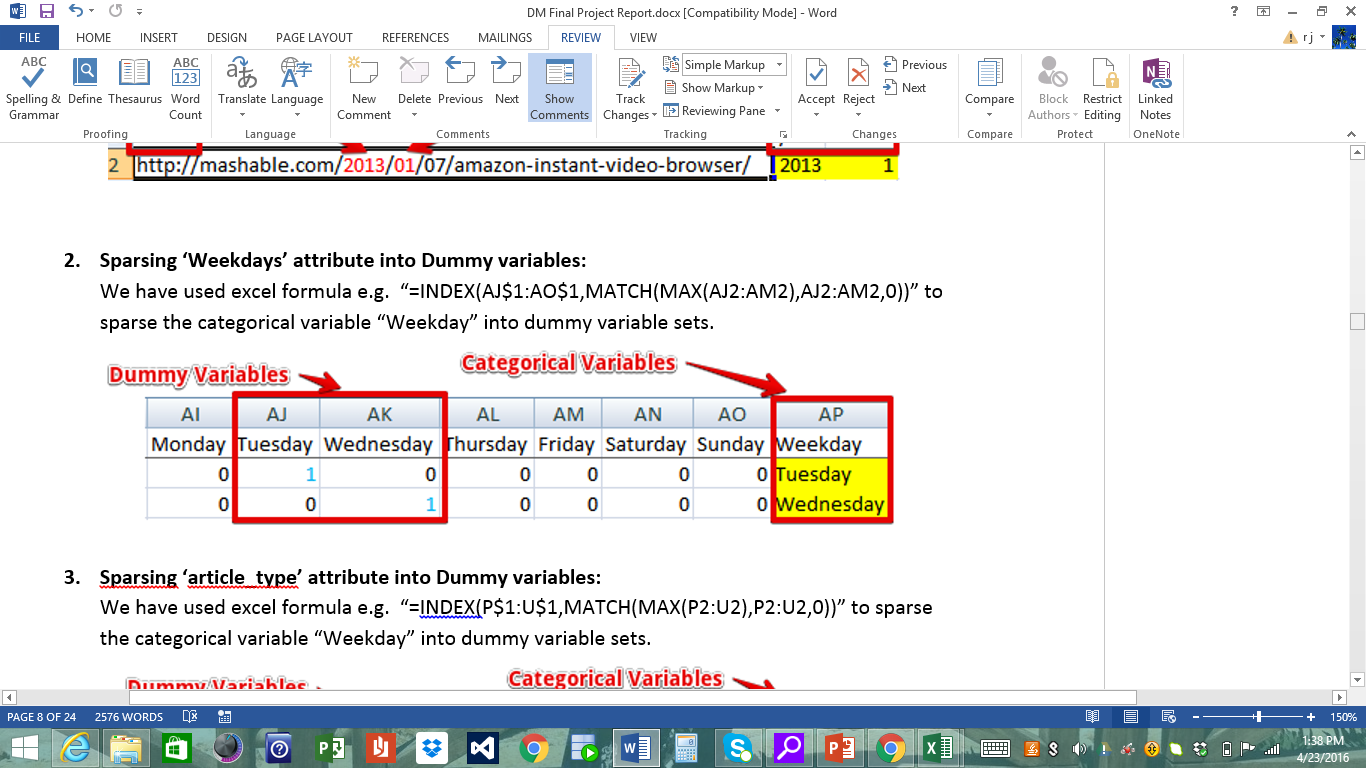 DM Final Project Report.docx [Compatibility Mode] - Word
FILE HOME INSERT DESIGN PAGE LAYOUT REFERENCES MAILINGS REVIEW VIEW rj
ABC Spelling & Grammar
Define
Thesaurus
ABC 123 Word Count
Translate
Language
New Comment
Delete
Previous
Next
Show Comments
Track Changes
Simple Markup
Show Markup
Reviewing Pane
Accept
Reject
Previous
Next
Compare
Block Authors
Restrict Editing
Linked Notes
Proofing Language Comments Tracking Changes Compare Protect OneNote
2 http://mashable.com/2013/01/07/amazon-instant-video-browser/ 2013 1
2. Sparsing ‘Weekdays’ attribute into Dummy variables:
We have used excel formula e.g. “=INDEX(AJ$1:AO$1,MATCH(MAX(AJ2:AM2),AJ2:AM2,0))” to
sparse the categorical variable “Weekday” into dummy variable sets.
Dummy Variables Categorical Variables
AI AJ AK AL AM AN AO AP
Monday Tuesday Wednesday Thursday Friday Saturday Sunday Weekday
0 1 0 0 0 0 0 Tuesday
0 0 1 0 0 0 0 Wednesday
3. Sparsing ‘article_type’ attribute into Dummy variables:
We have used excel formula e.g. “=INDEX(P$1:U$1,MATCH(MAX(P2:U2),P2:U2,0))” to sparse
the categorical variable “Weekday” into dummy variable sets.
Dummy Variables Categorical Variables
PAGE 8 OF 24 2576 WORDS 150%
1:38 PM
4/23/2016